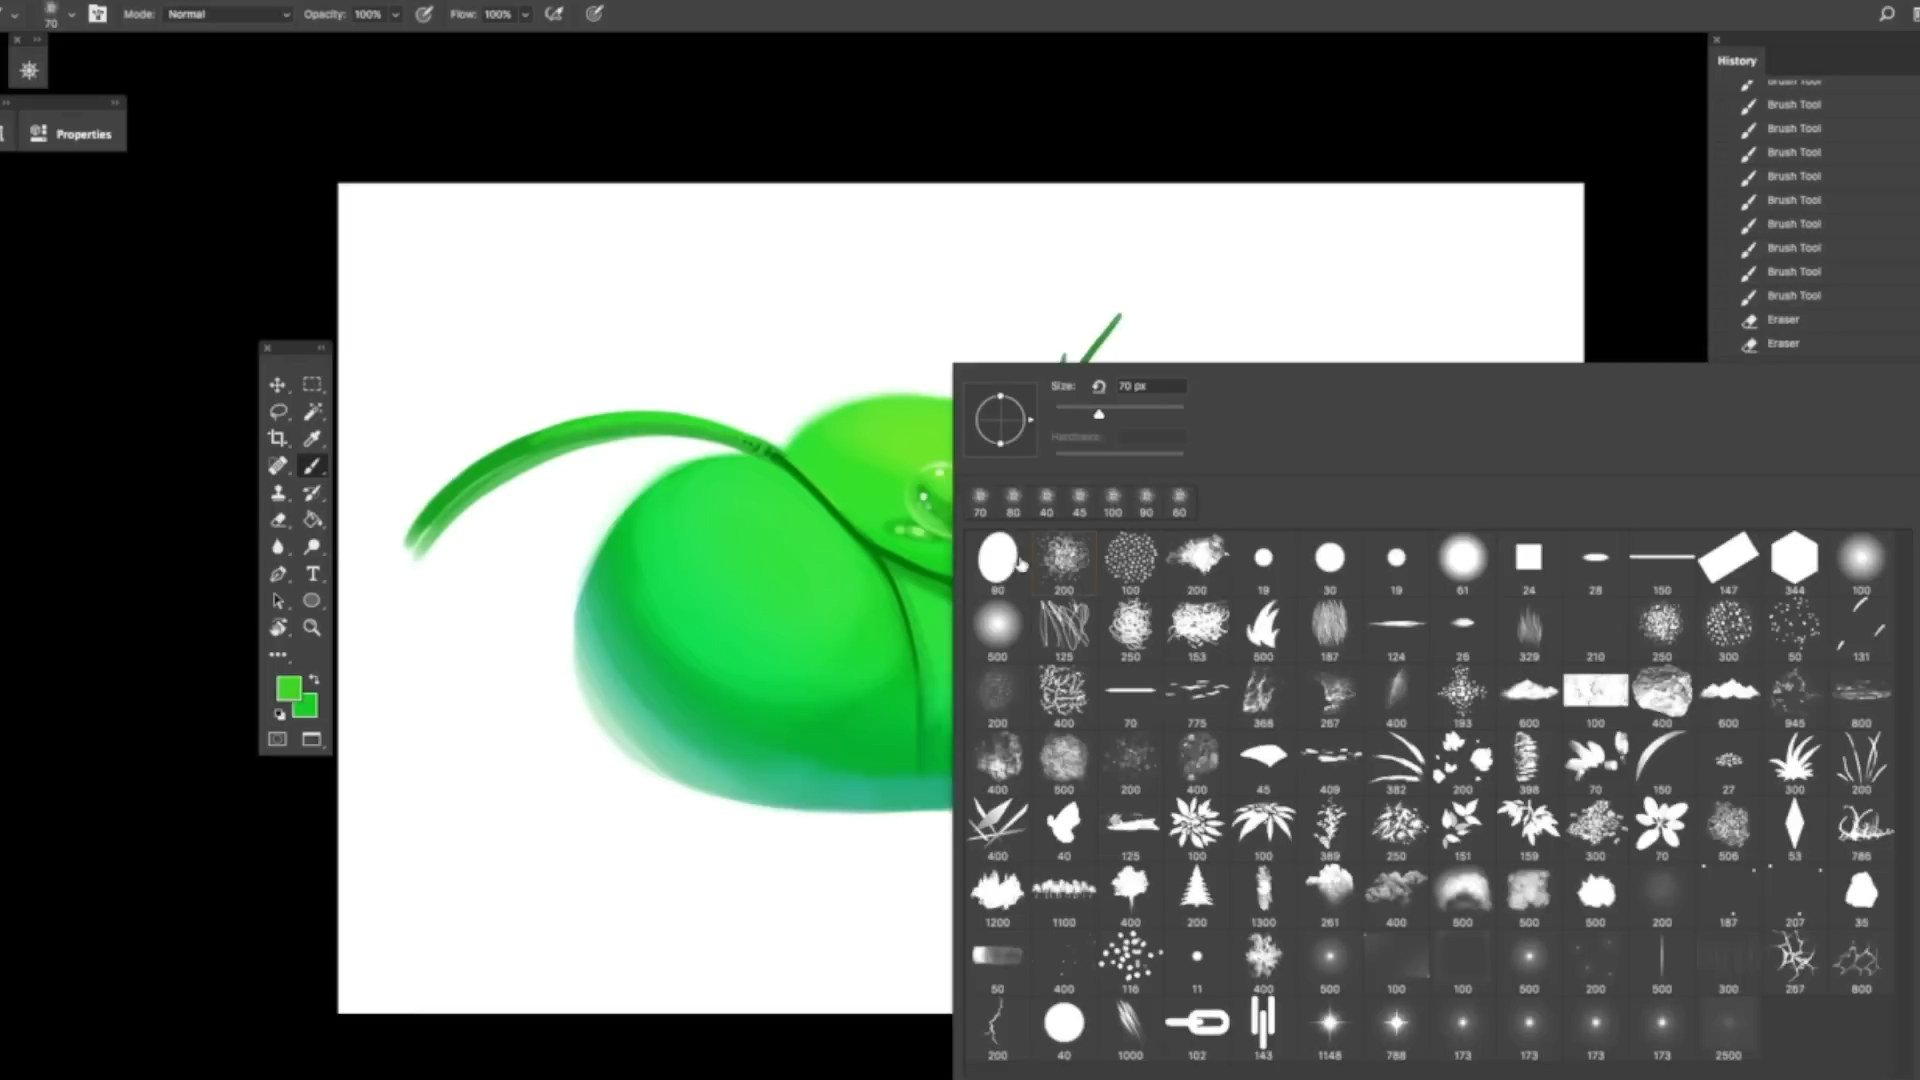 70 Mode: Normal Opacity: 100% Flow: 100%
History
Properties
Brush Tool
Brush Tool
Brush Tool
Brush Tool
Brush Tool
Brush Tool
Brush Tool
Brush Tool
Brush Tool
Brush Tool
Eraser
Eraser
Size: 70 px
Hardness:
70 80 40 45 100 90 60
90 200 100 200 19 30 19 61 24 28 150 147 344 100
500 125 250 153 500 187 124 26 329 210 250 300 50 131
200 400 70 775 368 267 400 193 600 100 400 600 945 800
400 500 200 400 45 409 382 200 398 70 150 27 300 200
400 40 125 100 100 389 250 151 159 300 70 506 53 786
1200 1100 400 200 1300 261 400 500 500 500 200 187 207 35
50 400 116 11 400 500 100 100 500 200 500 300 267 800
200 40 1000 102 143 1148 788 173 173 173 173 2500
T